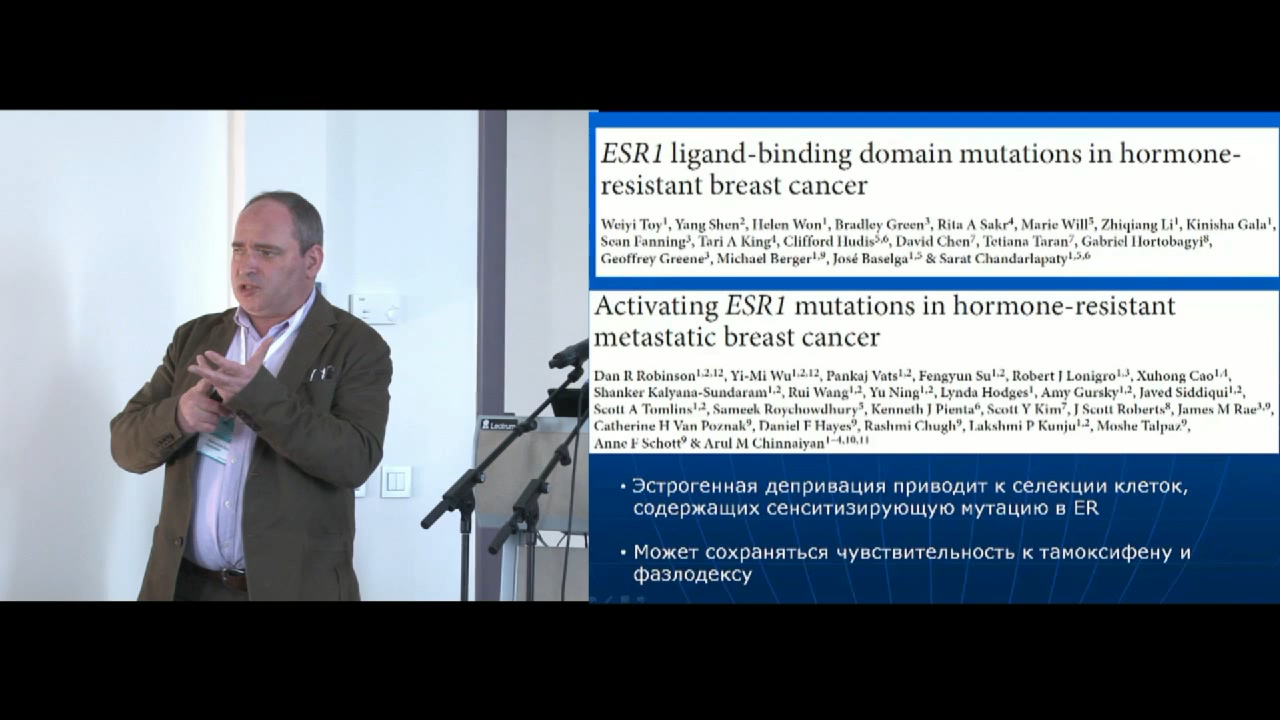 ESR1 ligand-binding domain mutations in hormone-
resistant breast cancer
Weiyi Toy1, Yang Shen2, Helen Won1, Bradley Green3, Rita A Sakr4, Marie Will5, Zhiqiang Li1, Kinisha Gala1,
Sean Fanning3, Tari A King4, Clifford Hudis5,6, David Chen7, Tetiana Taran7, Gabriel Hortobagyi8,
Geoffrey Greene3, Michael Berger1,9, José Baselga1,5 & Sarat Chandarlapaty1,5,6
Activating ESR1 mutations in hormone-resistant
metastatic breast cancer
Dan R Robinson1,2,12, Yi-Mi Wu1,2,12, Pankaj Vats1,2, Fengyun Su1,2, Robert J Lonigro1,3, Xuhong Cao1,4,
Shanker Kalyana-Sundaram1,2, Rui Wang1,2, Yu Ning1,2, Lynda Hodges1, Amy Gursky1,2, Javed Siddiqui1,2,
Scott A Tomlins1,2, Sameek Roychowdhury5, Kenneth J Pienta6, Scott Y Kim7, J Scott Roberts8, James M Rae3,9,
Catherine H Van Poznak9, Daniel F Hayes9, Rashmi Chugh9, Lakshmi P Kunju1,2, Moshe Talpaz9,
Anne F Schott9 & Arul M Chinnaiyan1–4,10,11
• Эстрогенная депривация приводит к селекции клеток,
содержащих сенситизирующую мутацию в ER
• Может сохраняться чувствительность к тамоксифену и
фазлодексу